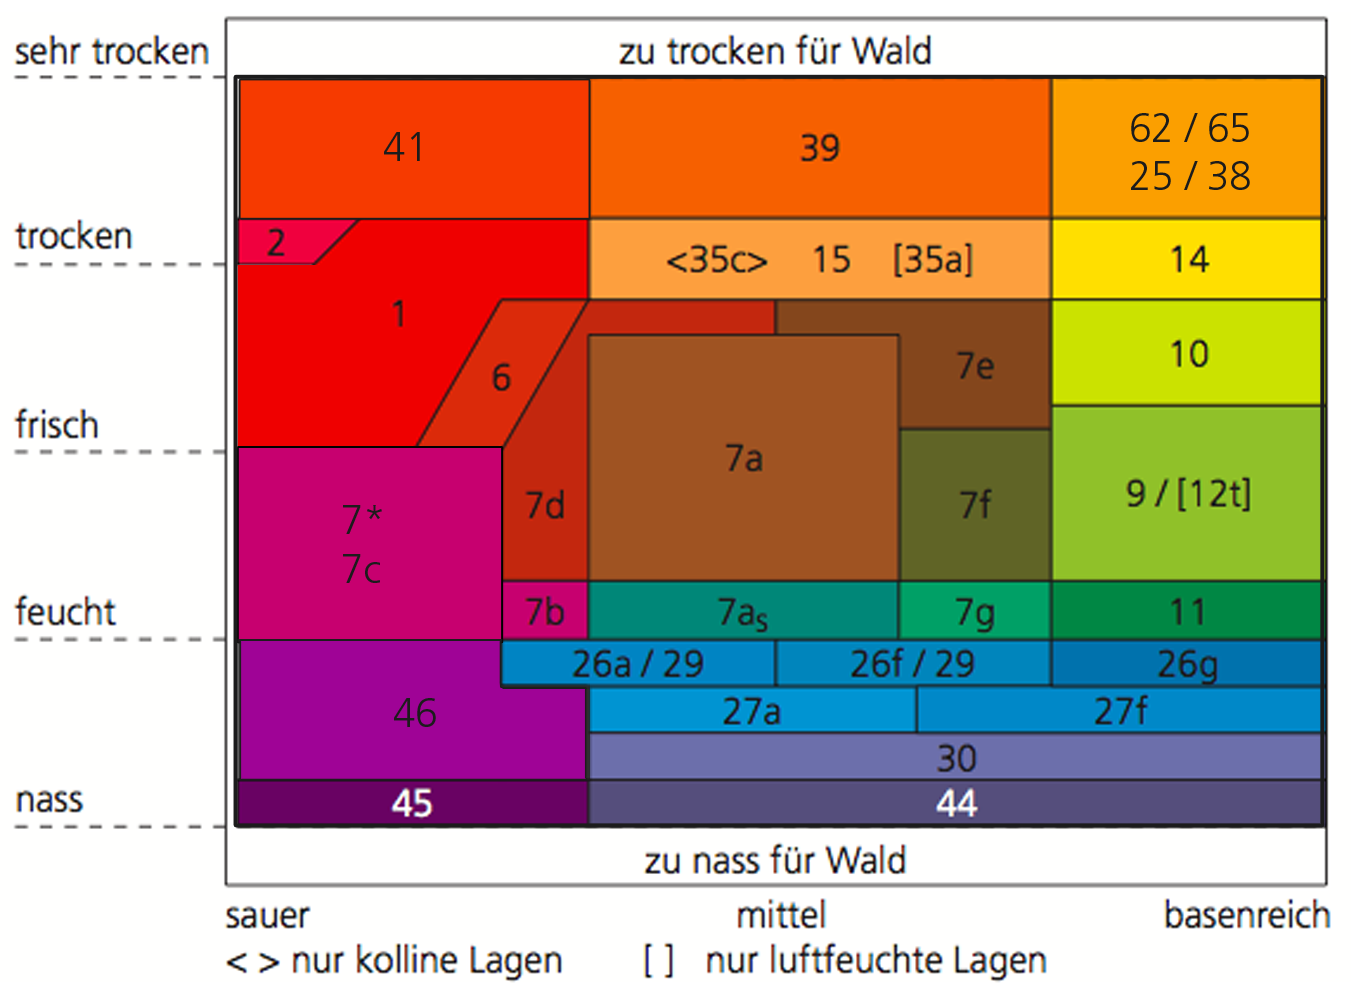 zu trocken für Wald
sehr trocken
41
39
62 / 65
25 / 38
trocken
2
<35c> 15 [35a]
14
1
6
7e
10
frisch
7a
7*
7c
7d
7f
9 / [12t]
feucht
7b
7as
7g
11
26a / 29
26f / 29
26g
46
27a
27f
30
nass
45
44
zu nass für Wald
sauer
mittel
basenreich
< > nur kolline Lagen
[ ] nur luftfeuchte Lagen